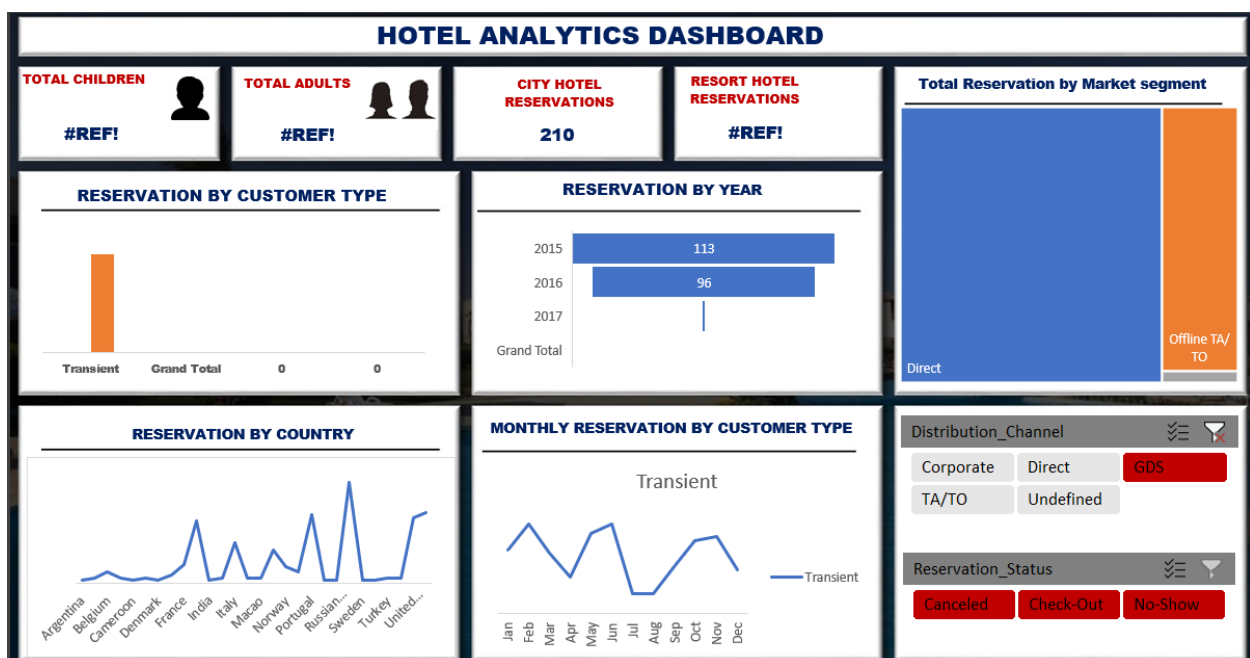 HOTEL ANALYTICS DASHBOARD
TOTAL CHILDREN
#REF!
TOTAL ADULTS
#REF!
CITY HOTEL
RESERVATIONS
210
RESORT HOTEL
RESERVATIONS
#REF!
Total Reservation by Market segment
Direct
Offline TA/
TO
RESERVATION BY CUSTOMER TYPE
Transient
Grand Total
0
0
RESERVATION BY YEAR
2015
113
2016
96
2017
Grand Total
RESERVATION BY COUNTRY
Argentina
Belgium
Cameroon
Denmark
France
India
Italy
Macao
Norway
Portugal
Russian...
Sweden
Turkey
United...
MONTHLY RESERVATION BY CUSTOMER TYPE
Transient
Transient
Jan
Feb
Mar
Apr
May
Jun
Jul
Aug
Sep
Oct
Nov
Dec
Distribution_Channel
Corporate
Direct
GDS
TA/TO
Undefined
Reservation_Status
Canceled
Check-Out
No-Show